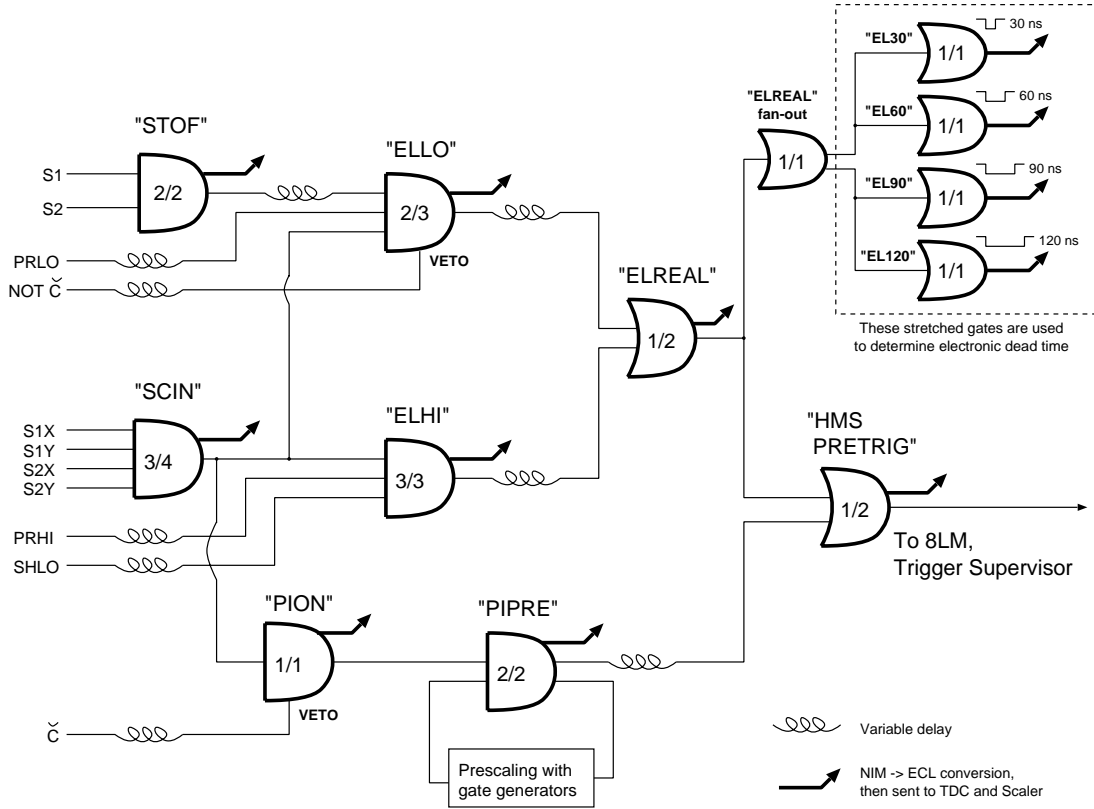 "STOF"
S1
S2
2/2
PRLO
NOT Č
"ELLO"
2/3
VETO
"SCIN"
S1X
S1Y
S2X
S2Y
3/4
PRHI
SHLO
"ELHI"
3/3
"PION"
1/1
VETO
Č
"PIPRE"
2/2
Prescaling with
gate generators
"ELREAL"
1/2
"ELREAL"
fan-out
1/1
"EL30"
1/1
30 ns
"EL60"
1/1
60 ns
"EL90"
1/1
90 ns
"EL120"
1/1
120 ns
These stretched gates are used
to determine electronic dead time
"HMS
PRETRIG"
1/2
To 8LM,
Trigger Supervisor
Variable delay
NIM -> ECL conversion,
then sent to TDC and Scaler